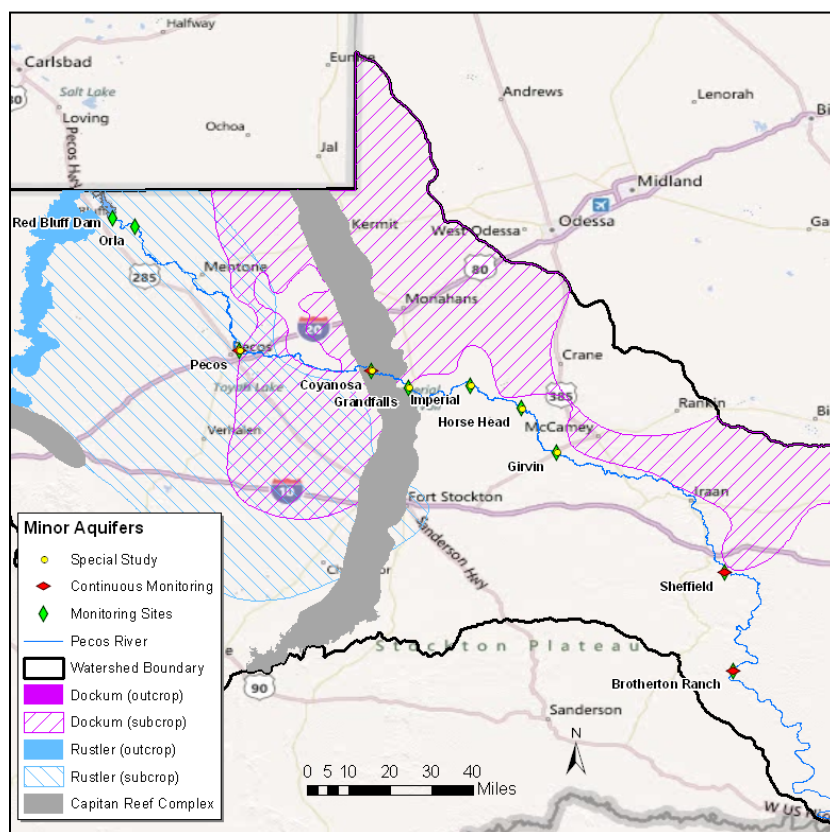 Halfway
Carlsbad
Eunice
Salt Lake
Andrews
Lenorah
Loving
Pecos Hwy
Ochoa
Jal
Midland
Red Bluff Dam
Orla
Kermit
West Odessa
Odessa
285
Mentone
80
Monahans
20
Pecos
Pecos
Crane
Coyanosa
Toyah Lake
Grandfalls
Imperial
385
Horse Head
Rankin
McCamey
Verhalen
Girvin
10
Iraan
Fort Stockton
Sanderson Hwy
Sheffield
Stockton Plateau
Brotherton Ranch
90
Sanderson
N
0 5 10 20 30 40
Miles
W US H
Minor Aquifers
Special Study
Continuous Monitoring
Monitoring Sites
Pecos River
Watershed Boundary
Dockum (outcrop)
Dockum (subcrop)
Rustler (outcrop)
Rustler (subcrop)
Capitan Reef Complex